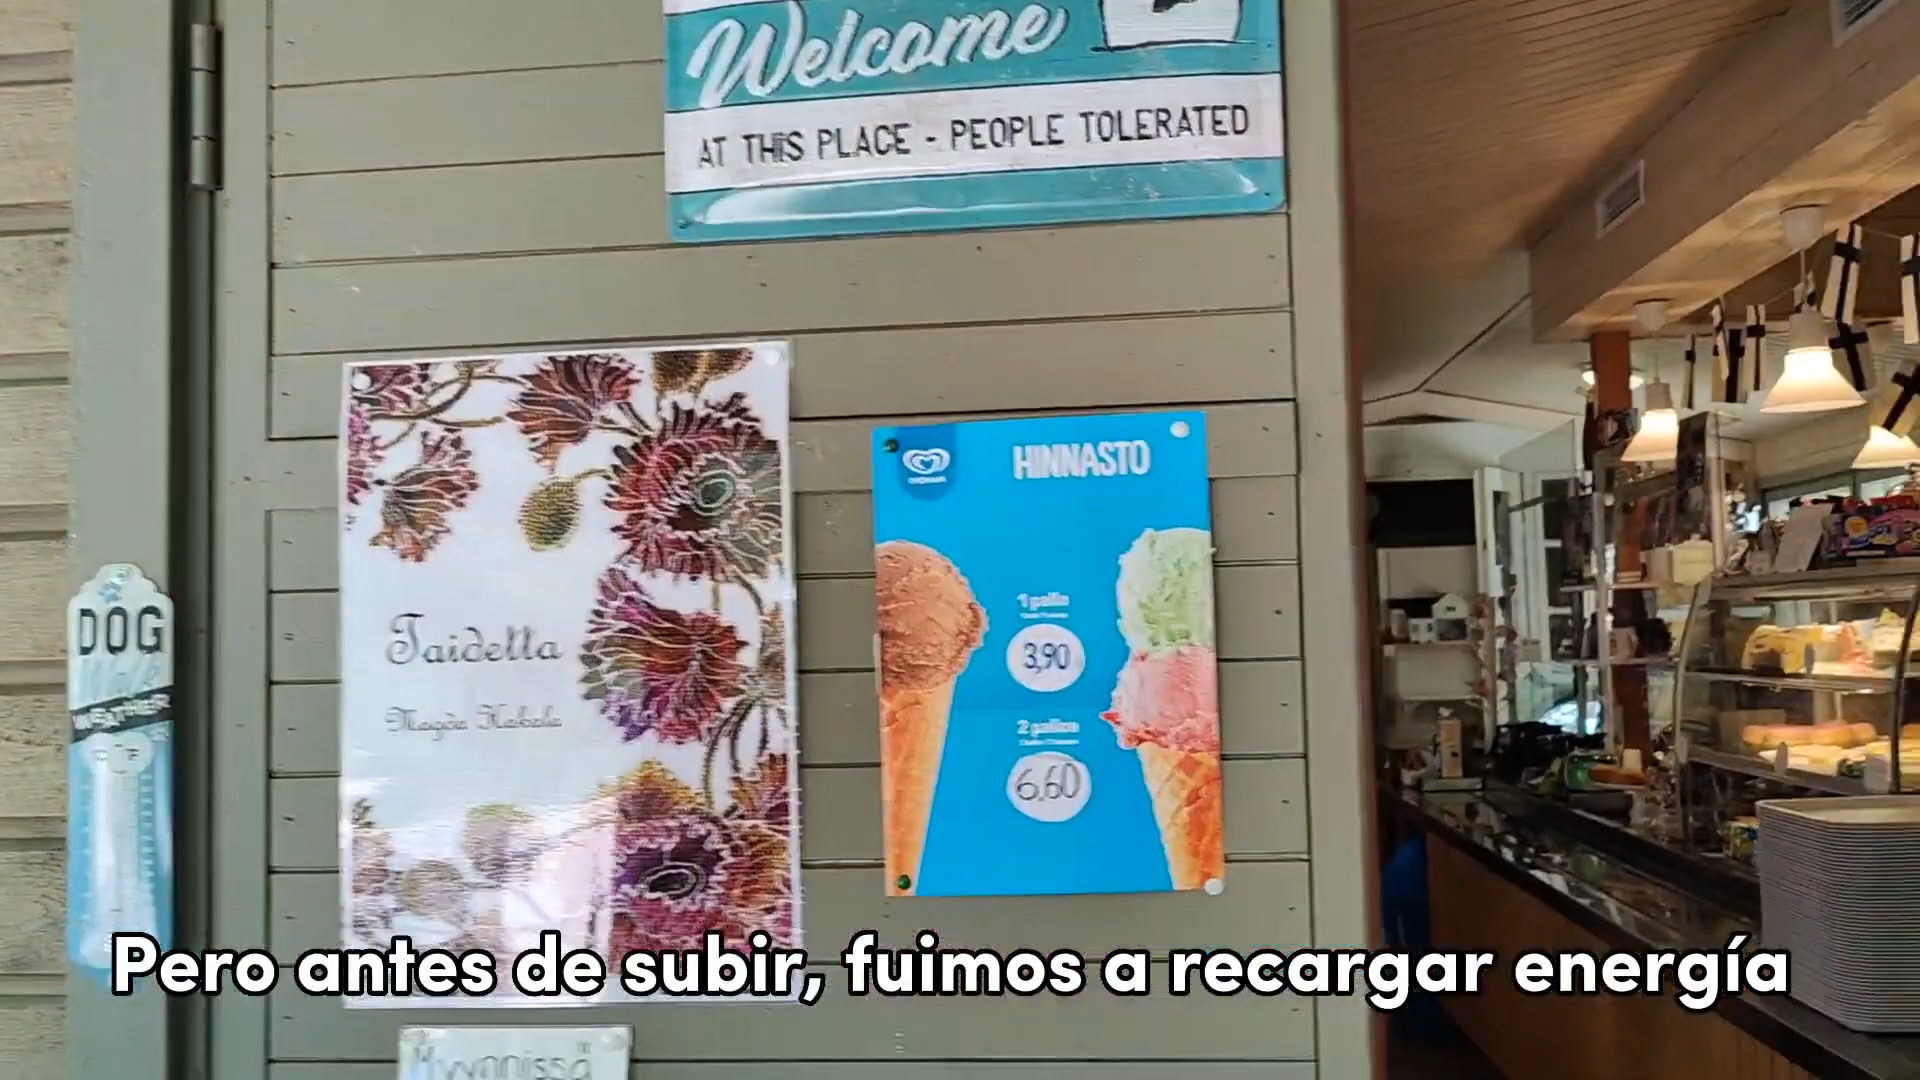 Welcome
AT THIS PLACE - PEOPLE TOLERATED
HINNASTO
1 pallo
3,90
2 palloa
6,60
Taidetta
DOG
WEATHER
Pero antes de subir, fuimos a recargar energía
Myynnissä